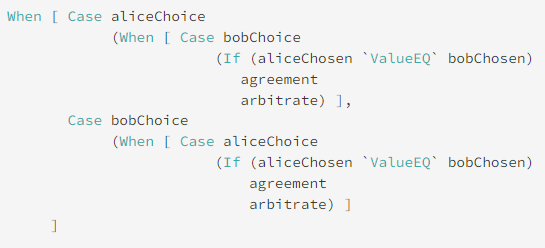 When [ Case aliceChoice
             (When [ Case bobChoice
                          (If (aliceChosen `ValueEQ` bobChosen)
                             agreement
                             arbitrate) ],
       Case bobChoice
             (When [ Case aliceChoice
                          (If (aliceChosen `ValueEQ` bobChosen)
                              agreement
                              arbitrate) ]
     ]